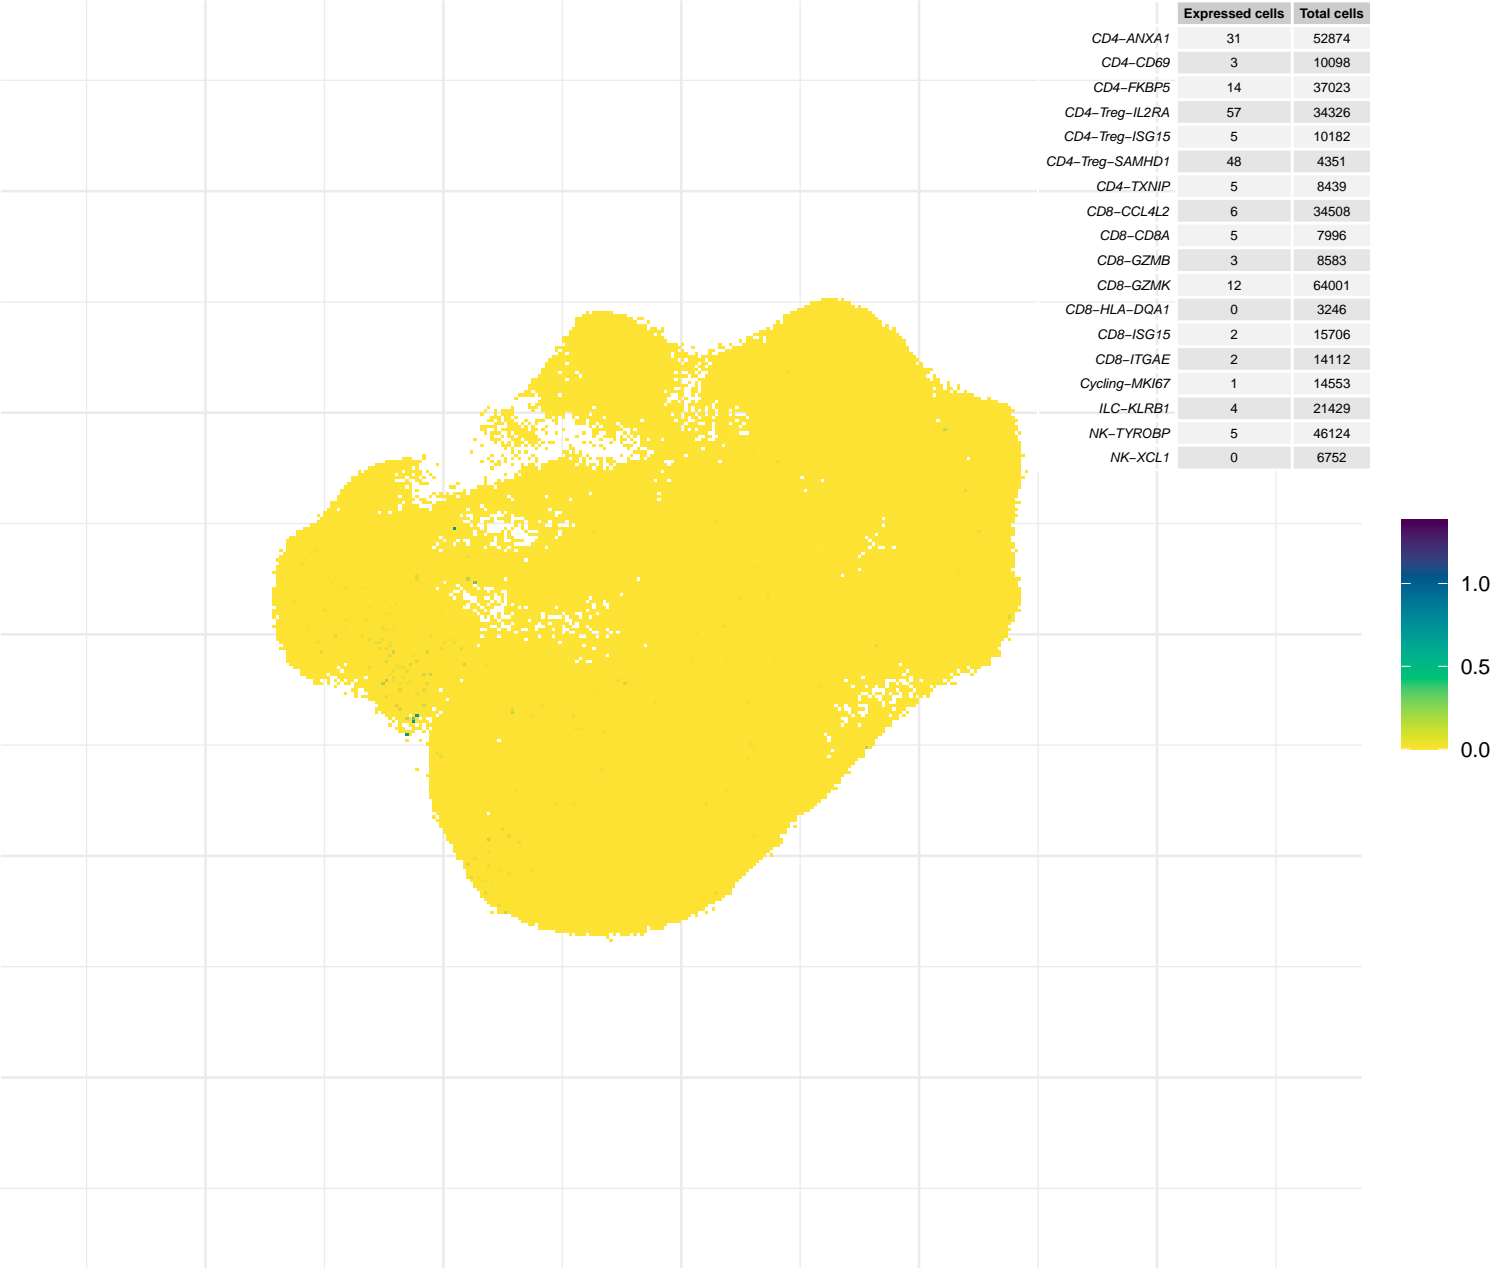 Expressed cells Total cells
CD4−ANXA1 31 52874
CD4−CD69 3 10098
CD4−FKBP5 14 37023
CD4−Treg−IL2RA 57 34326
CD4−Treg−ISG15 5 10182
CD4−Treg−SAMHD1 48 4351
CD4−TXNIP 5 8439
CD8−CCL4L2 6 34508
CD8−CD8A 5 7996
CD8−GZMB 3 8583
CD8−GZMK 12 64001
CD8−HLA−DQA1 0 3246
CD8−ISG15 2 15706
CD8−ITGAE 2 14112
Cycling−MKI67 1 14553
ILC−KLRB1 4 21429
NK−TYROBP 5 46124
NK−XCL1 0 6752
1.0
0.5
0.0